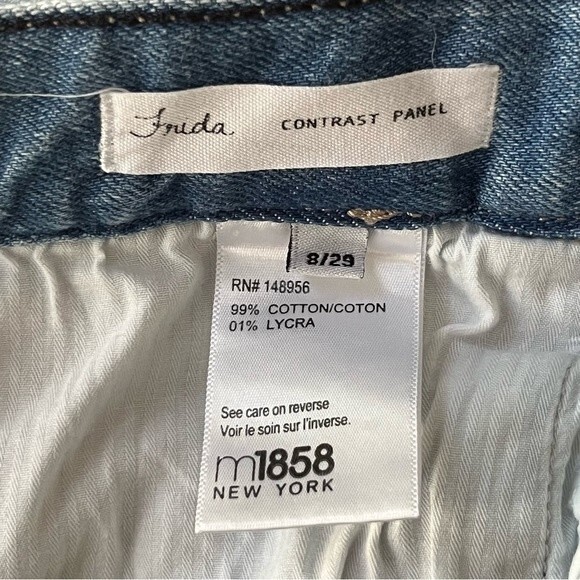 Frida CONTRAST PANEL
8/29
RN# 148956
99% COTTON/COTON
01% LYCRA
See care on reverse
Voir le soin sur l'inverse.
m1858
NEW YORK